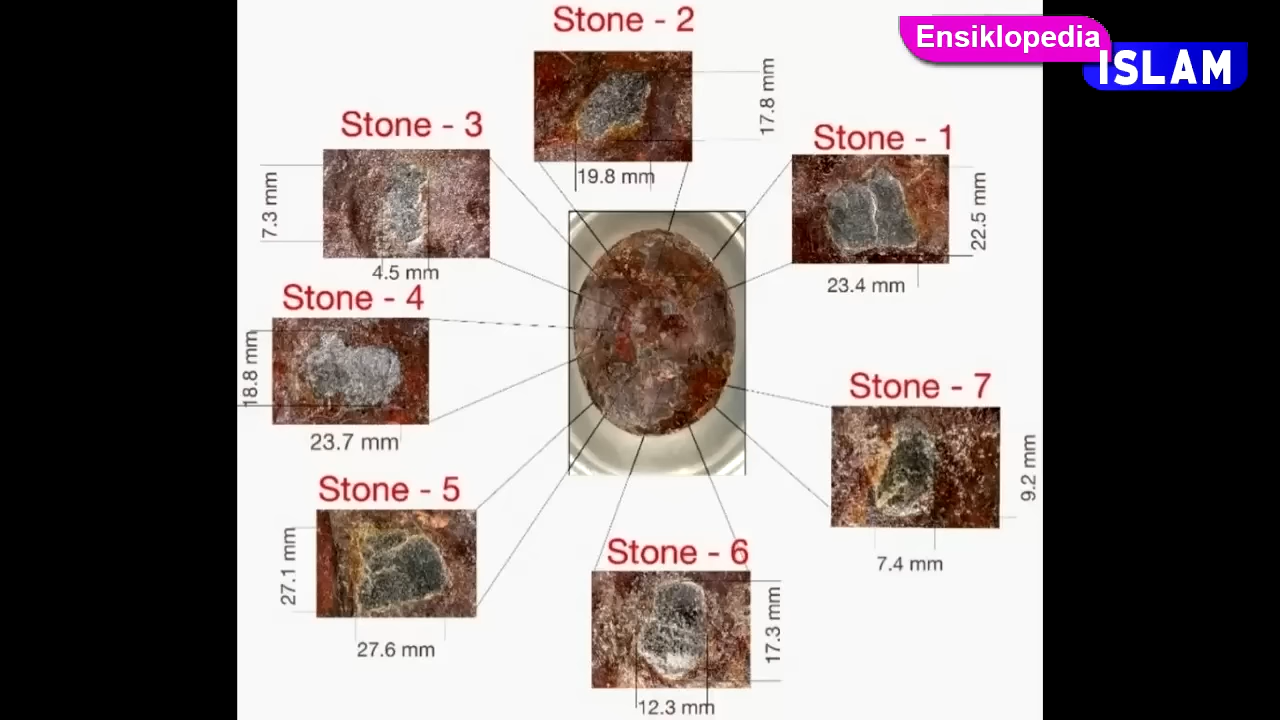 Stone - 2
Ensiklopedia
ISLAM
17.8 mm
19.8 mm
Stone - 3
7.3 mm
4.5 mm
Stone - 1
22.5 mm
23.4 mm
Stone - 4
18.8 mm
23.7 mm
Stone - 7
9.2 mm
7.4 mm
Stone - 5
27.1 mm
27.6 mm
Stone - 6
17.3 mm
12.3 mm